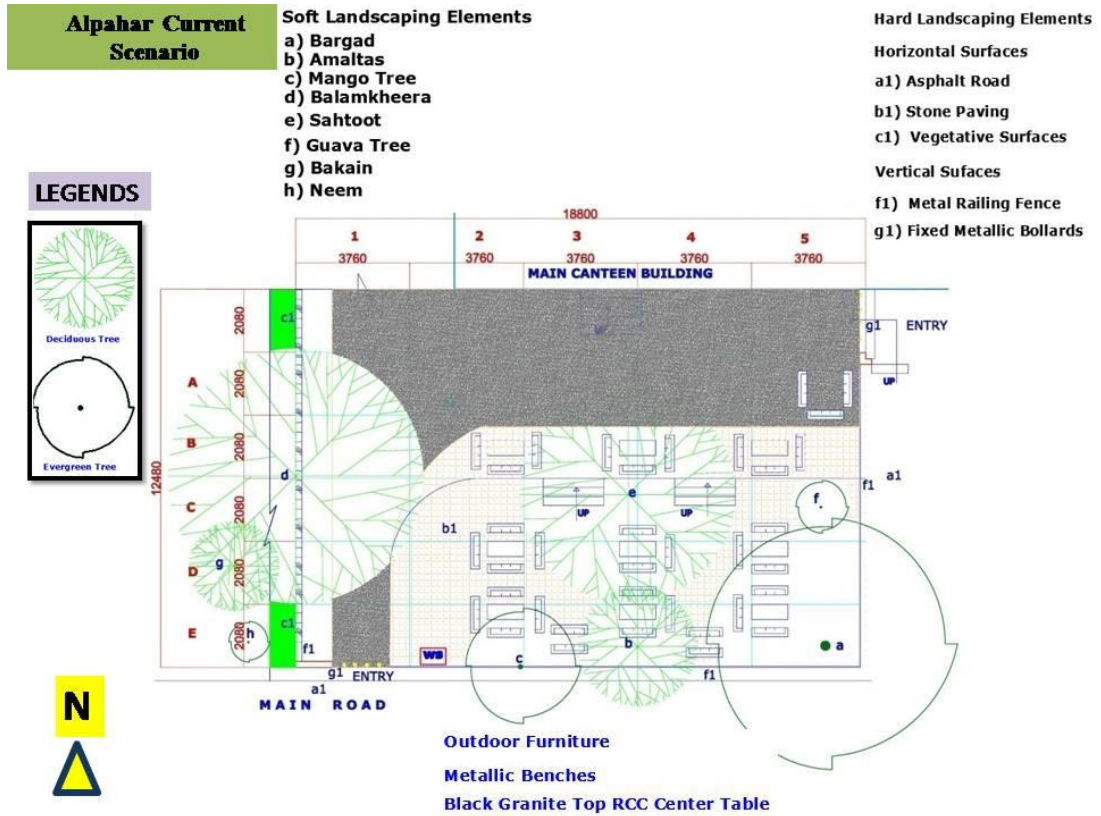 Alpahar Current
Scenario
Soft Landscaping Elements
a) Bargad
b) Amaltas
c) Mango Tree
d) Balamkheera
e) Sahtoot
f) Guava Tree
g) Bakain
h) Neem
Hard Landscaping Elements
Horizontal Surfaces
a1) Asphalt Road
b1) Stone Paving
c1) Vegetative Surfaces
Vertical Sufaces
f1) Metal Railing Fence
g1) Fixed Metallic Bollards
LEGENDS
Deciduous Tree
Evergreen Tree
18800
1 2 3 4 5
3760 3760 3760 3760 3760
MAIN CANTEEN BUILDING
12480
2080
2080
2080
2080
2080
2080
A
B
C
D
E
c1
UP
g1 ENTRY
UP
d
e
f
f1 a1
UP
UP
b1
g
h
c1
f1
WS
c
b
a
g1 ENTRY
f1
a1
MAIN ROAD
N
Outdoor Furniture
Metallic Benches
Black Granite Top RCC Center Table